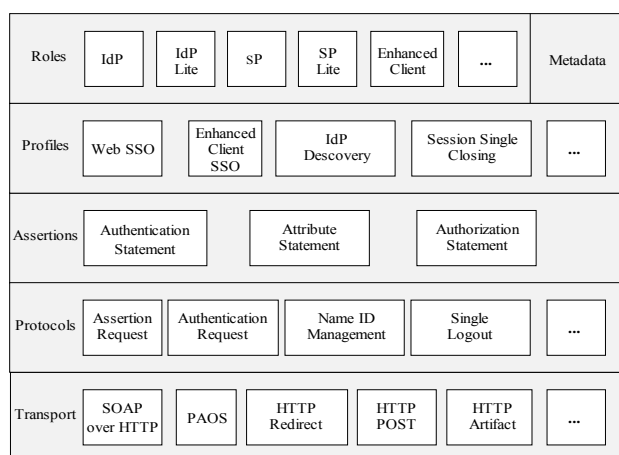 Roles
IdP
IdP
Lite
SP
SP
Lite
Enhanced
Client
...
Metadata
Profiles
Web SSO
Enhanced
Client
SSO
IdP
Descovery
Session Single
Closing
...
Assertions
Authentication
Statement
Attribute
Statement
Authorization
Statement
Protocols
Assertion
Request
Authentication
Request
Name ID
Management
Single
Logout
...
Transport
SOAP
over HTTP
PAOS
HTTP
Redirect
HTTP
POST
HTTP
Artifact
...